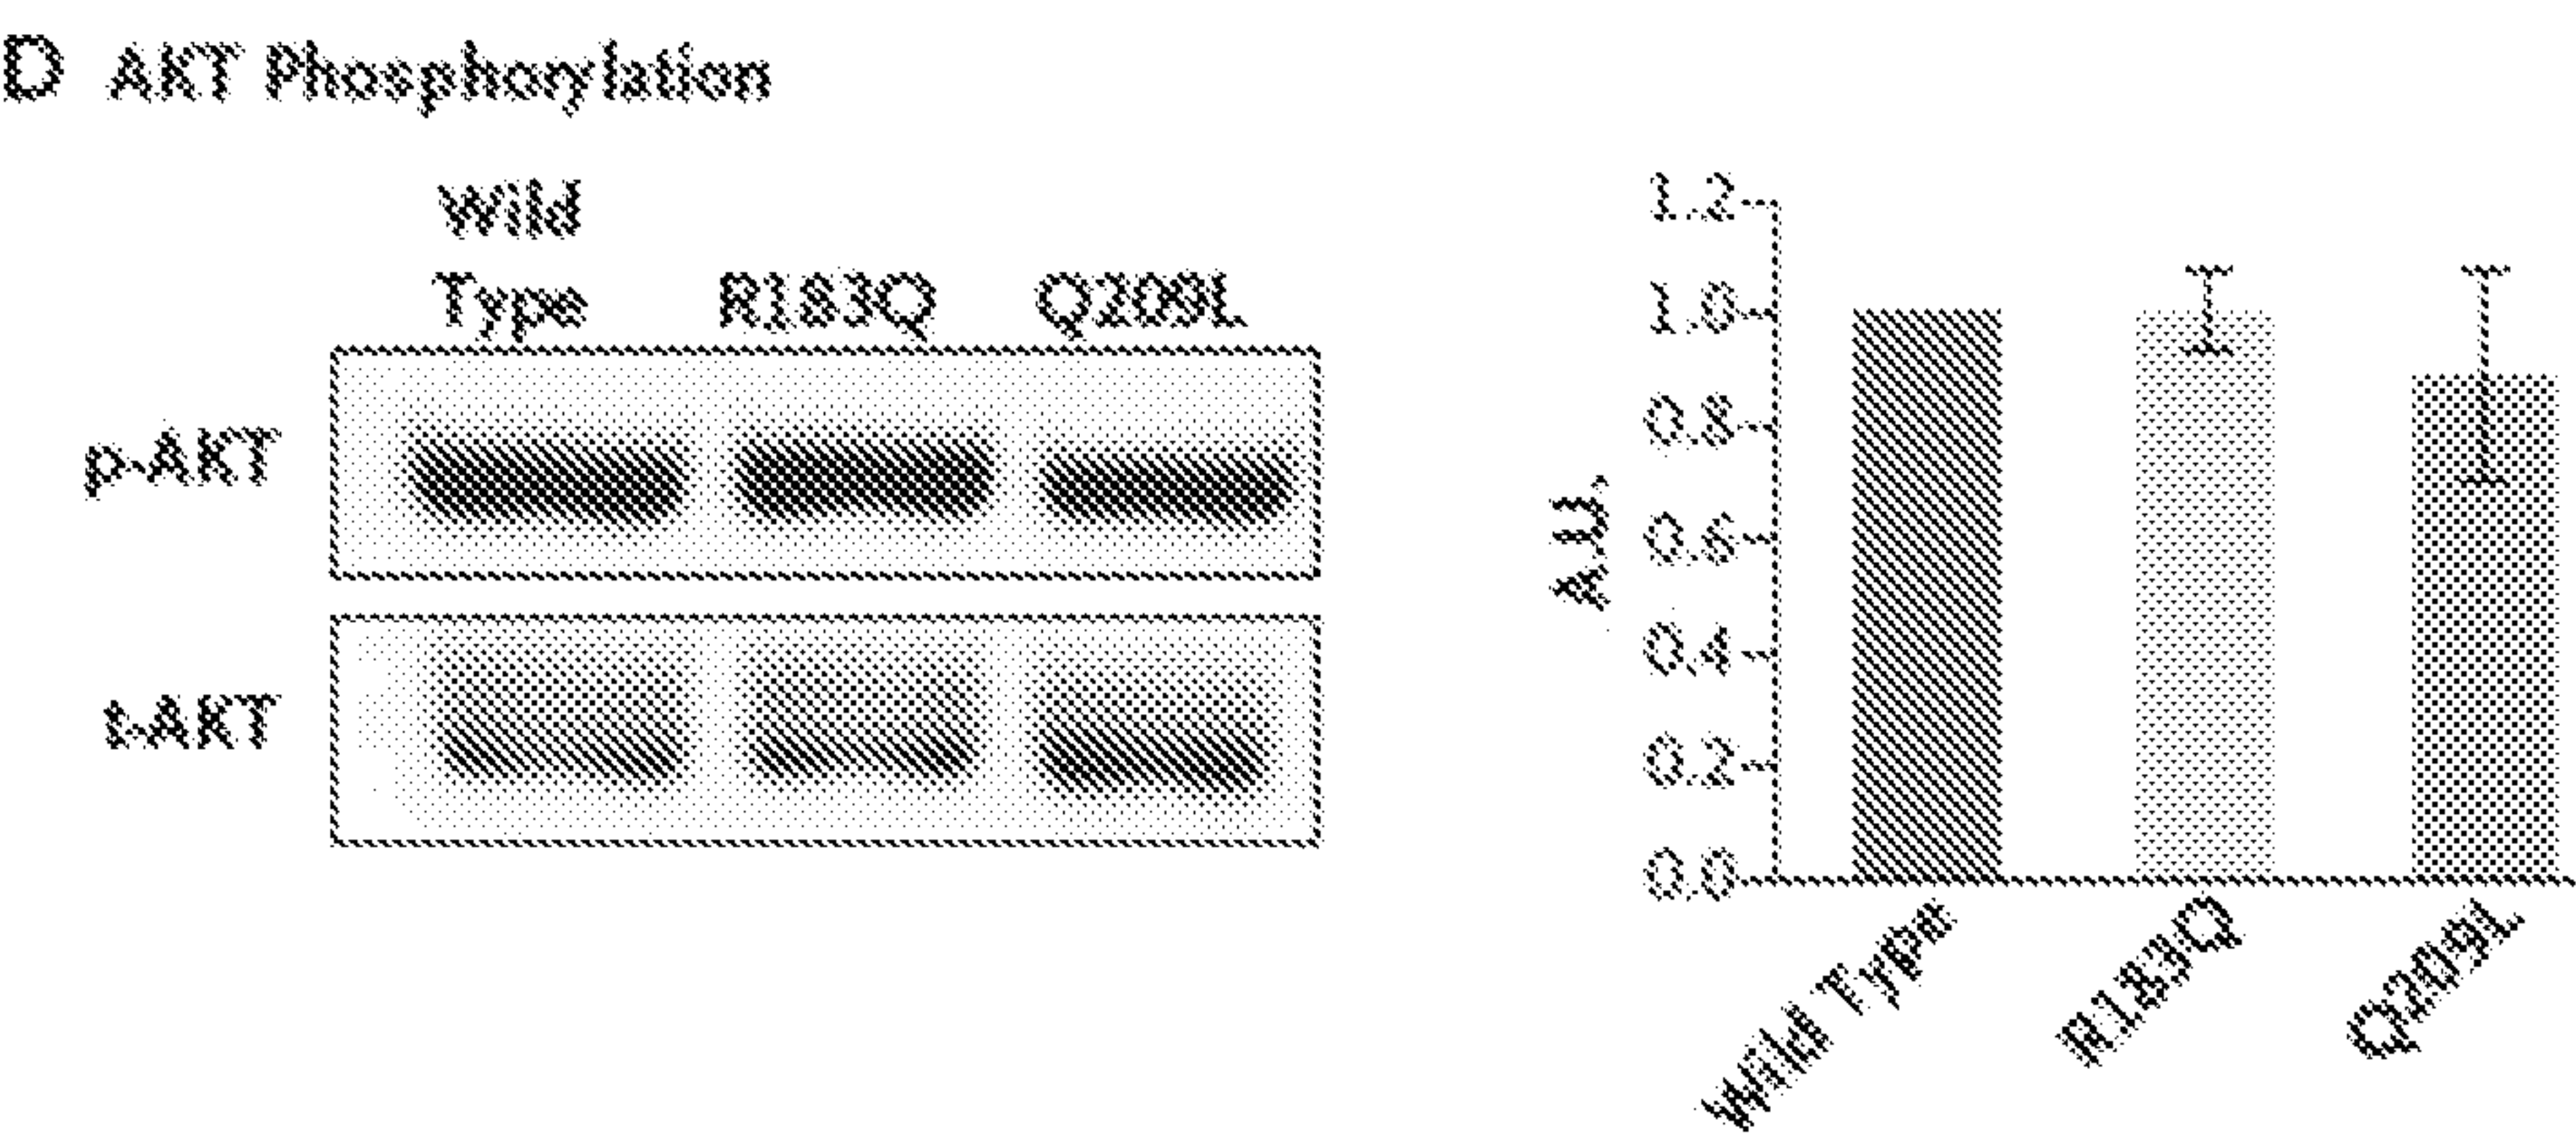 D AKT Phosphorylation
Wild
Type R183Q Q209L
p-AKT
t-AKT
A.U.
1.2
1.0
0.8
0.6
0.4
0.2
0.0
Wild Type
R183Q
Q209L